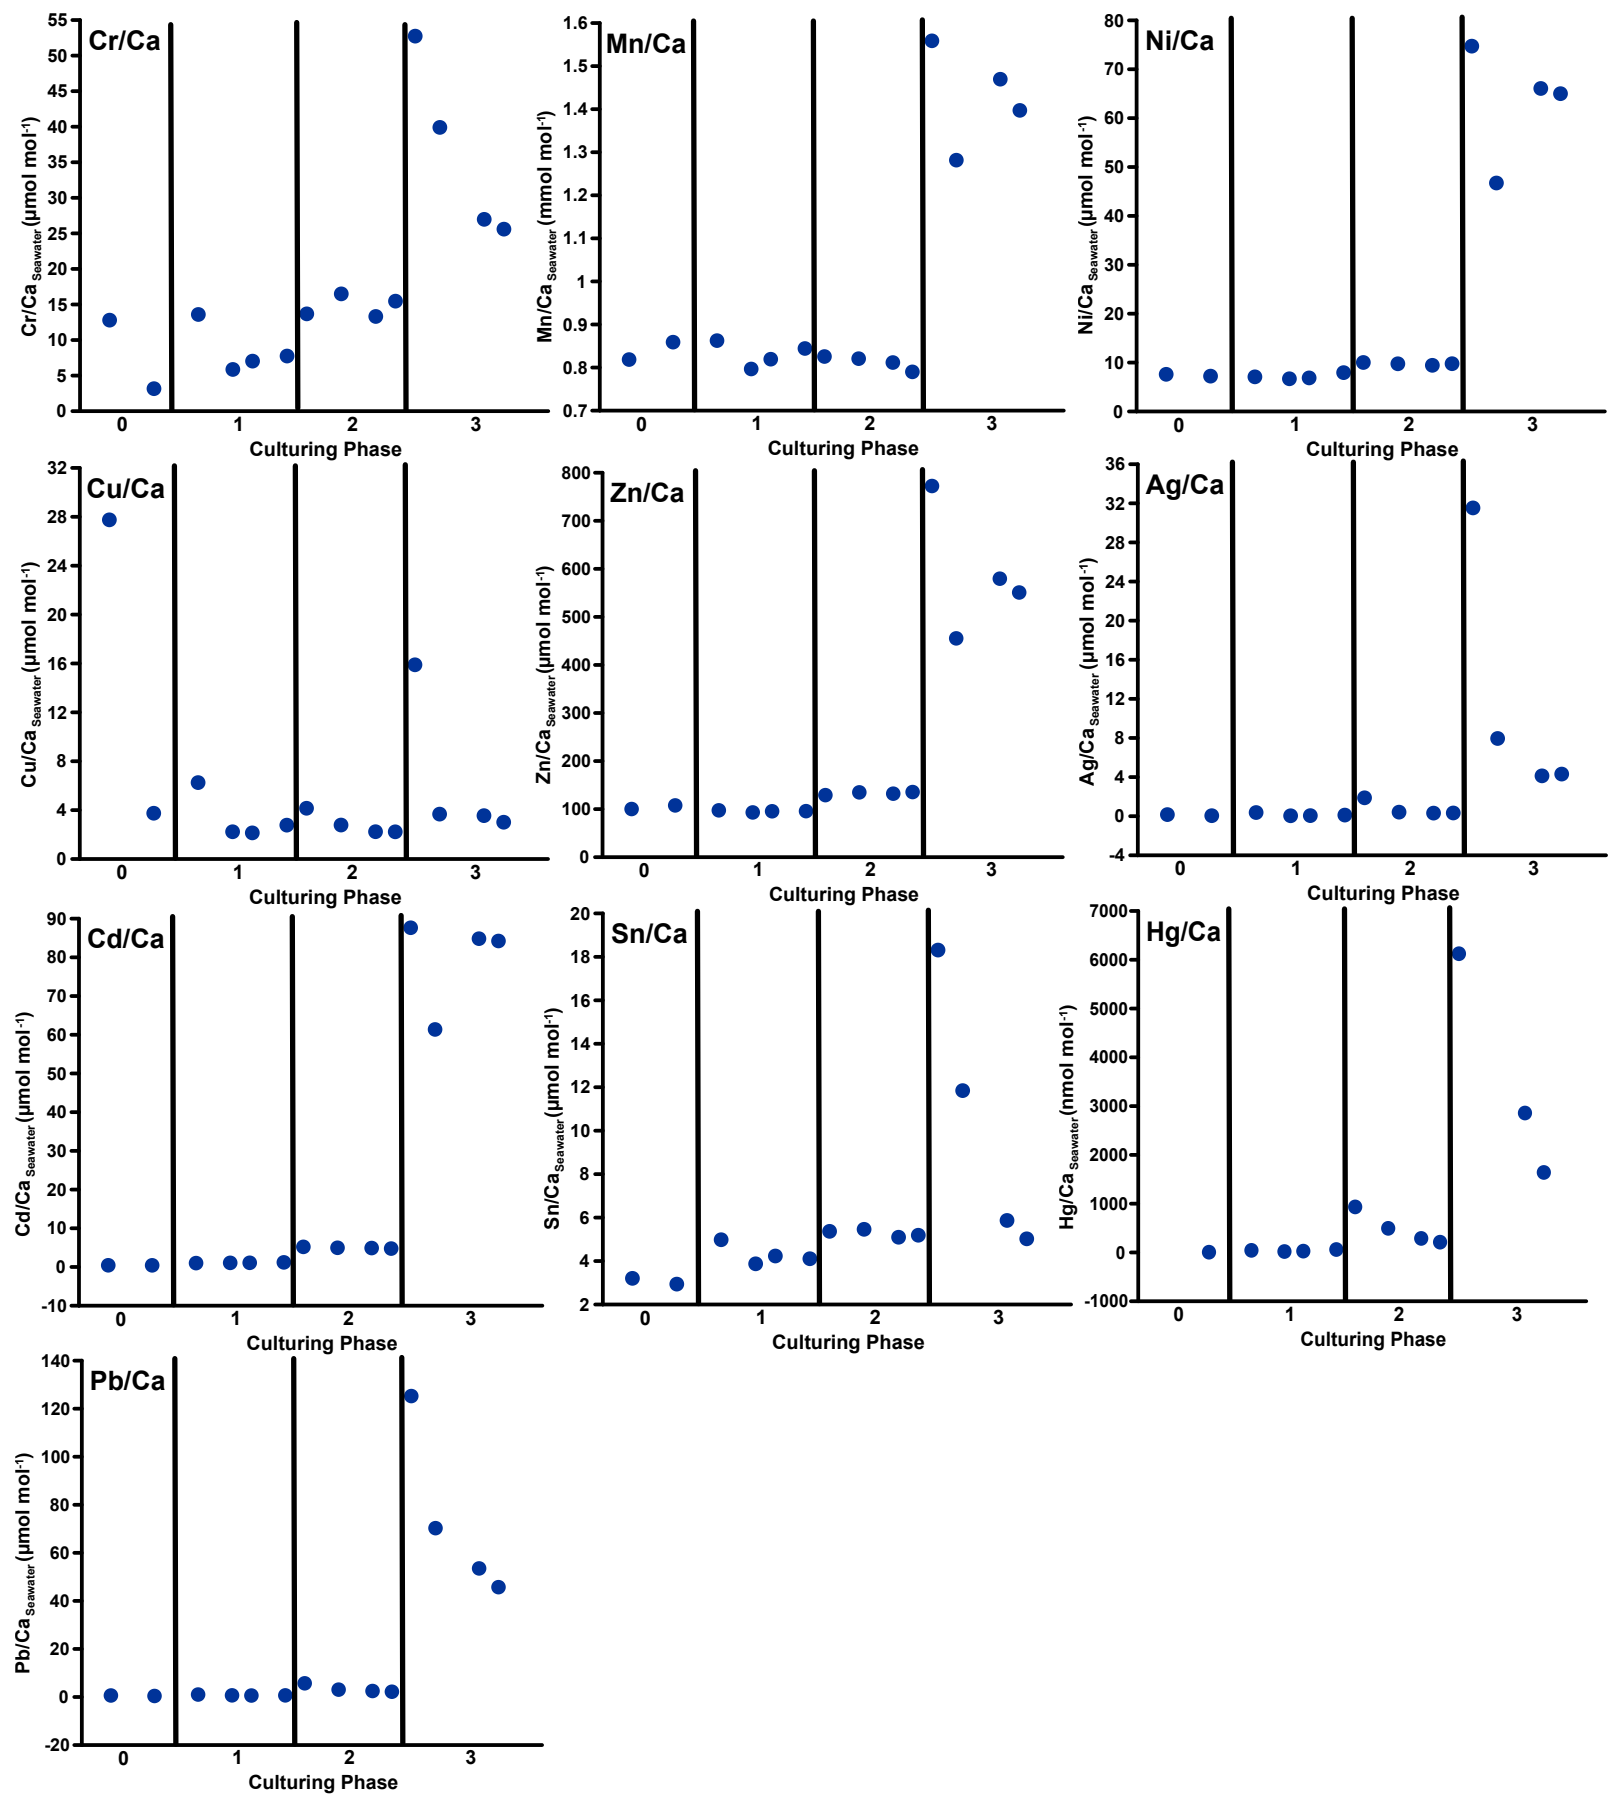 Cr/Ca
Cr/Ca Seawater (µmol mol-1)
55
50
45
40
35
30
25
20
15
10
5
0
0 1 2 3
Culturing Phase
Mn/Ca
Mn/Ca Seawater (mmol mol-1)
1.6
1.5
1.4
1.3
1.2
1.1
1
0.9
0.8
0.7
0 1 2 3
Culturing Phase
Ni/Ca
Ni/Ca Seawater (µmol mol-1)
80
70
60
50
40
30
20
10
0
0 1 2 3
Culturing Phase
Cu/Ca
Cu/Ca Seawater (µmol mol-1)
32
28
24
20
16
12
8
4
0
0 1 2 3
Culturing Phase
Zn/Ca
Zn/Ca Seawater (µmol mol-1)
800
700
600
500
400
300
200
100
0
0 1 2 3
Culturing Phase
Ag/Ca
Ag/Ca Seawater (µmol mol-1)
36
32
28
24
20
16
12
8
4
0
-4
0 1 2 3
Culturing Phase
Cd/Ca
Cd/Ca Seawater (µmol mol-1)
90
80
70
60
50
40
30
20
10
0
-10
0 1 2 3
Culturing Phase
Sn/Ca
Sn/Ca Seawater (µmol mol-1)
20
18
16
14
12
10
8
6
4
2
0 1 2 3
Culturing Phase
Hg/Ca
Hg/Ca Seawater (nmol mol-1)
7000
6000
5000
4000
3000
2000
1000
0
-1000
0 1 2 3
Culturing Phase
Pb/Ca
Pb/Ca Seawater (µmol mol-1)
140
120
100
80
60
40
20
0
-20
0 1 2 3
Culturing Phase